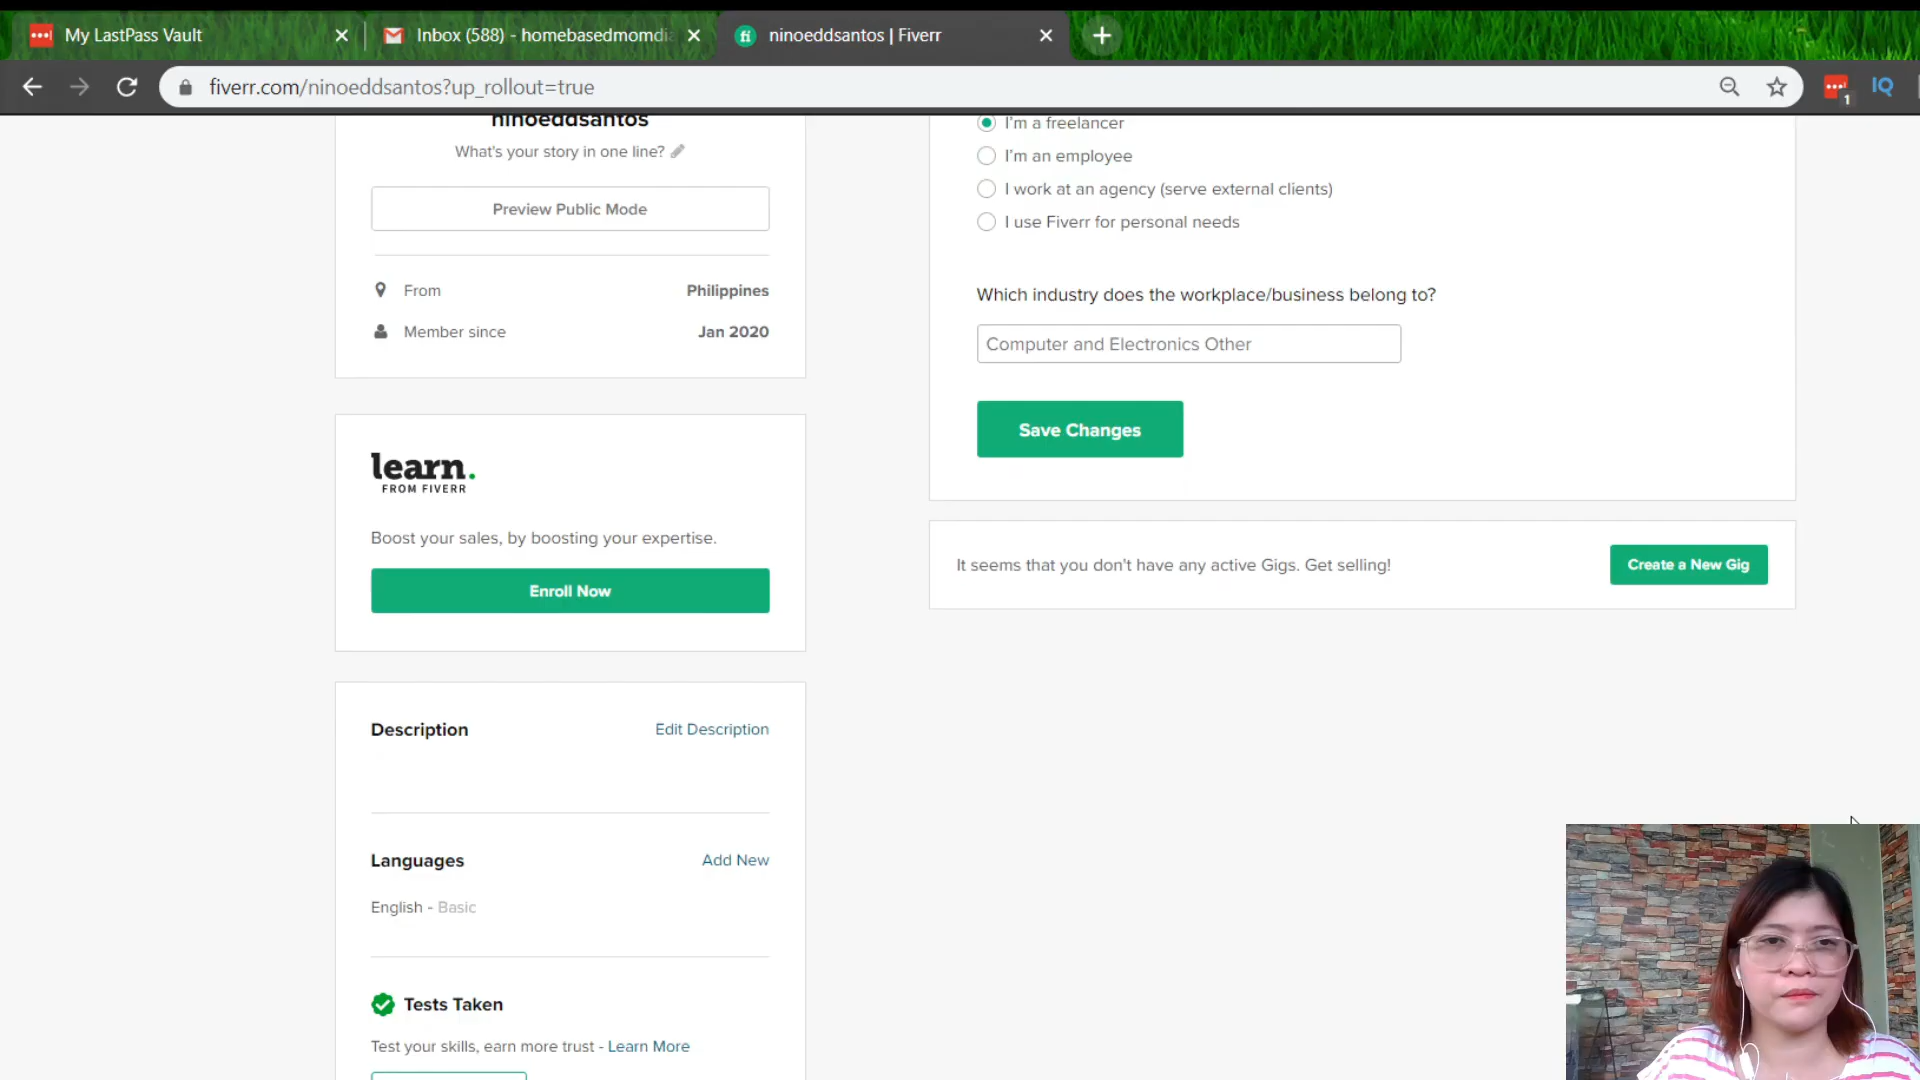 My LastPass Vault
Inbox (588) - homebasedmomdi
ninoeddsantos | Fiverr
fiverr.com/ninoeddsantos?up_rollout=true
1
IQ
ninoeddsantos
What's your story in one line?
Preview Public Mode
From Philippines
Member since Jan 2020
learn.
FROM FIVERR
Boost your sales, by boosting your expertise.
Enroll Now
Description Edit Description
Languages Add New
English - Basic
Tests Taken
Test your skills, earn more trust - Learn More
I'm a freelancer
I'm an employee
I work at an agency (serve external clients)
I use Fiverr for personal needs
Which industry does the workplace/business belong to?
Computer and Electronics Other
Save Changes
It seems that you don't have any active Gigs. Get selling!
Create a New Gig